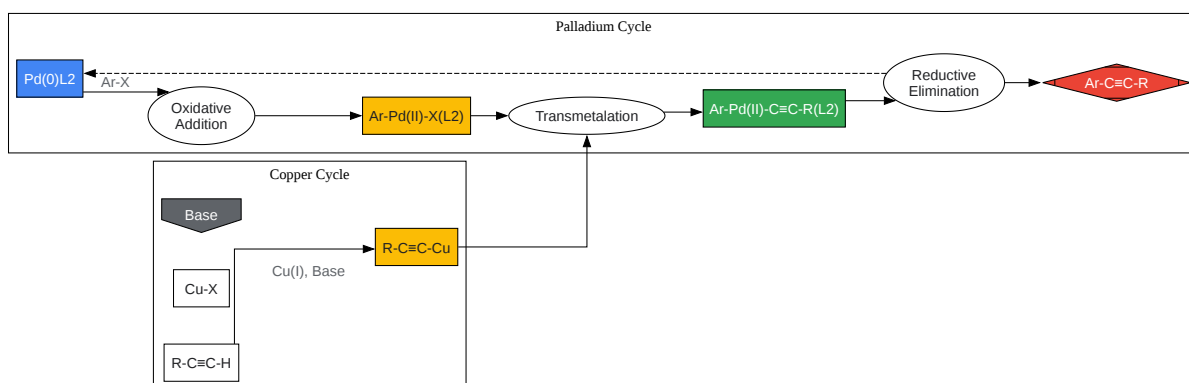 Palladium Cycle
Pd(0)L2
Ar-X
Oxidative
Addition
Ar-Pd(II)-X(L2)
Transmetalation
Ar-Pd(II)-C≡C-R(L2)
Reductive
Elimination
Ar-C≡C-R
Copper Cycle
Base
R-C≡C-Cu
Cu(I), Base
Cu-X
R-C≡C-H